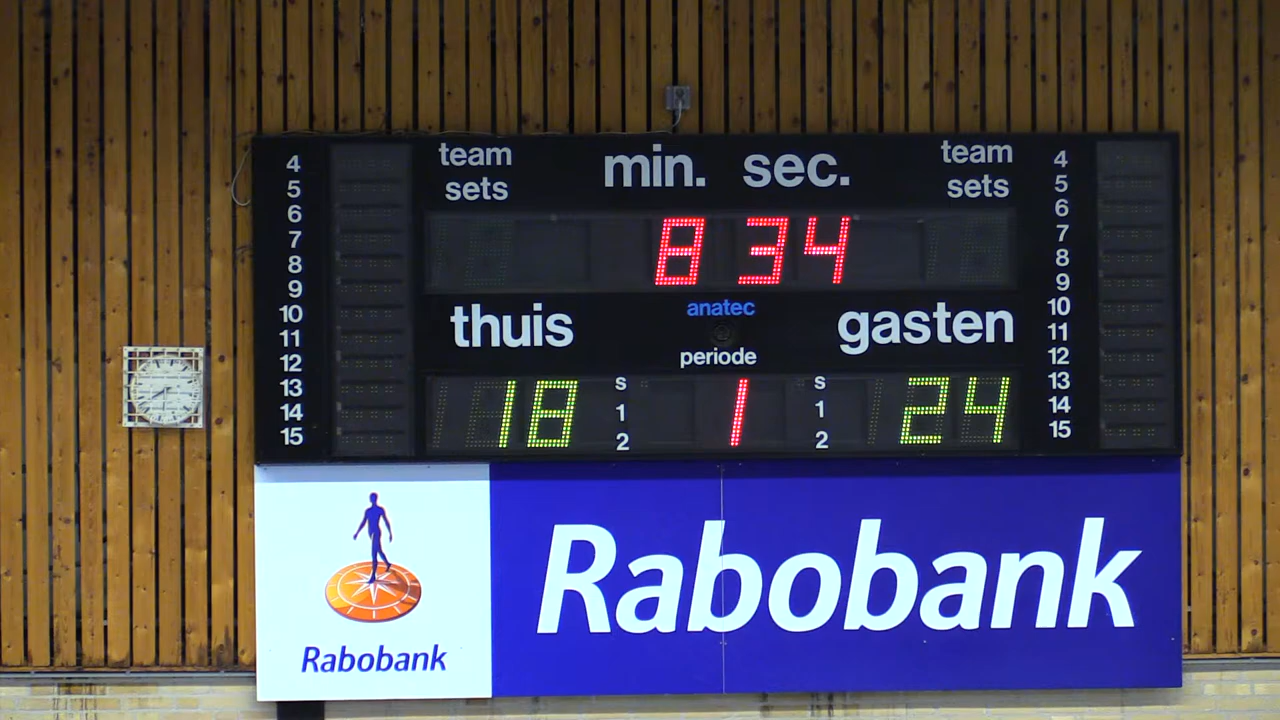 team min. sec. team
sets sets
8 34
thuis anatec gasten
periode
18 1 24
s s
1 1
2 2
4 4
5 5
6 6
7 7
8 8
9 9
10 10
11 11
12 12
13 13
14 14
15 15
Rabobank
Rabobank